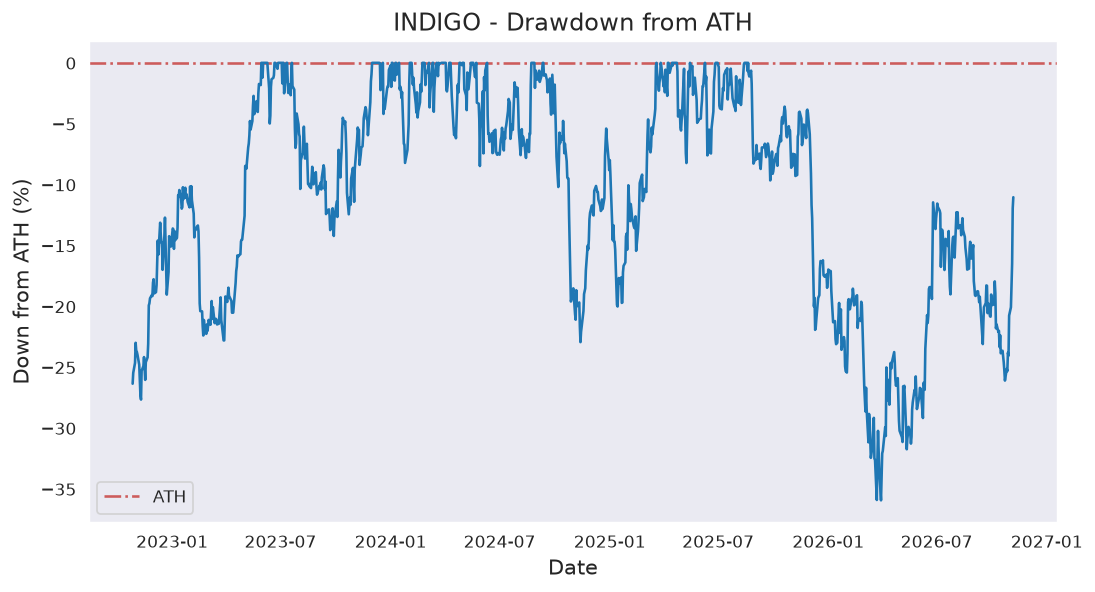 INDIGO - Drawdown from ATH
Down from ATH (%)
0
−5
−10
−15
−20
−25
−30
−35
ATH
2023-01 2023-07 2024-01 2024-07 2025-01 2025-07 2026-01 2026-07 2027-01
Date